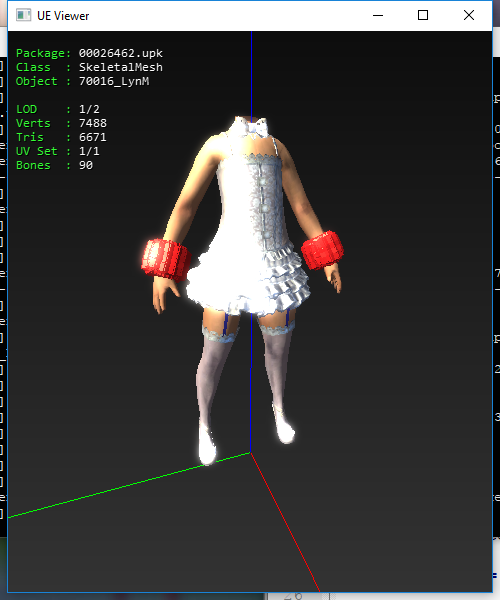 UE Viewer
Package: 00026462.upk
Class  : SkeletalMesh
Object : 70016_LynM
LOD    : 1/2
Verts  : 7488
Tris   : 6671
UV Set : 1/1
Bones  : 90
26